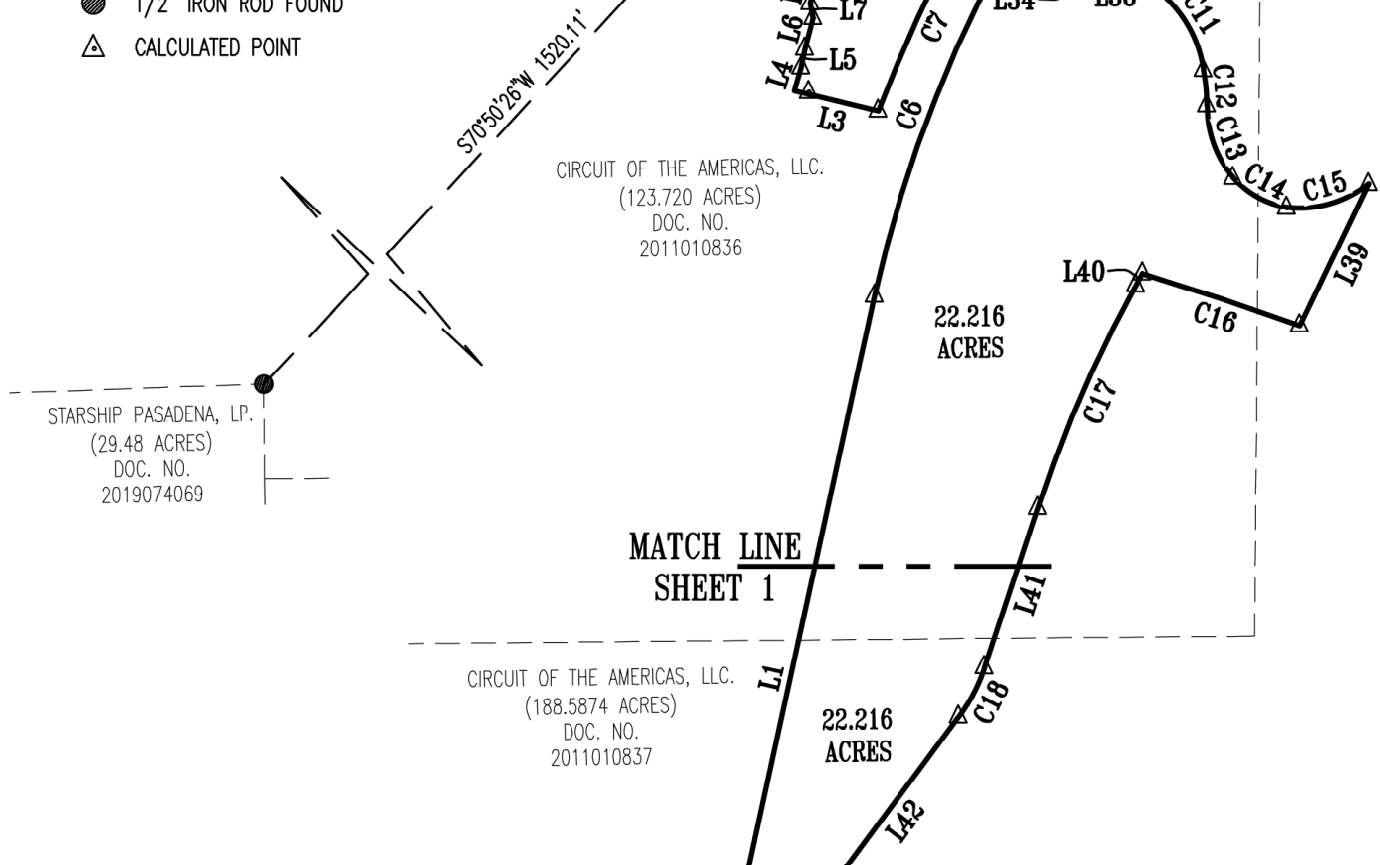 1/2" IRON ROD FOUND
CALCULATED POINT
S70°50'26"W 1520.11'
L7
L6
L5
L4
L3
C7
C6
L34
C11
C12
C13
C14
C15
L39
L40
C16
C17
CIRCUIT OF THE AMERICAS, LLC.
(123.720 ACRES)
DOC. NO.
2011010836
22.216
ACRES
STARSHIP PASADENA, LP.
(29.48 ACRES)
DOC. NO.
2019074069
MATCH LINE
SHEET 1
L41
L1
C18
CIRCUIT OF THE AMERICAS, LLC.
(188.5874 ACRES)
DOC. NO.
2011010837
22.216
ACRES
L42